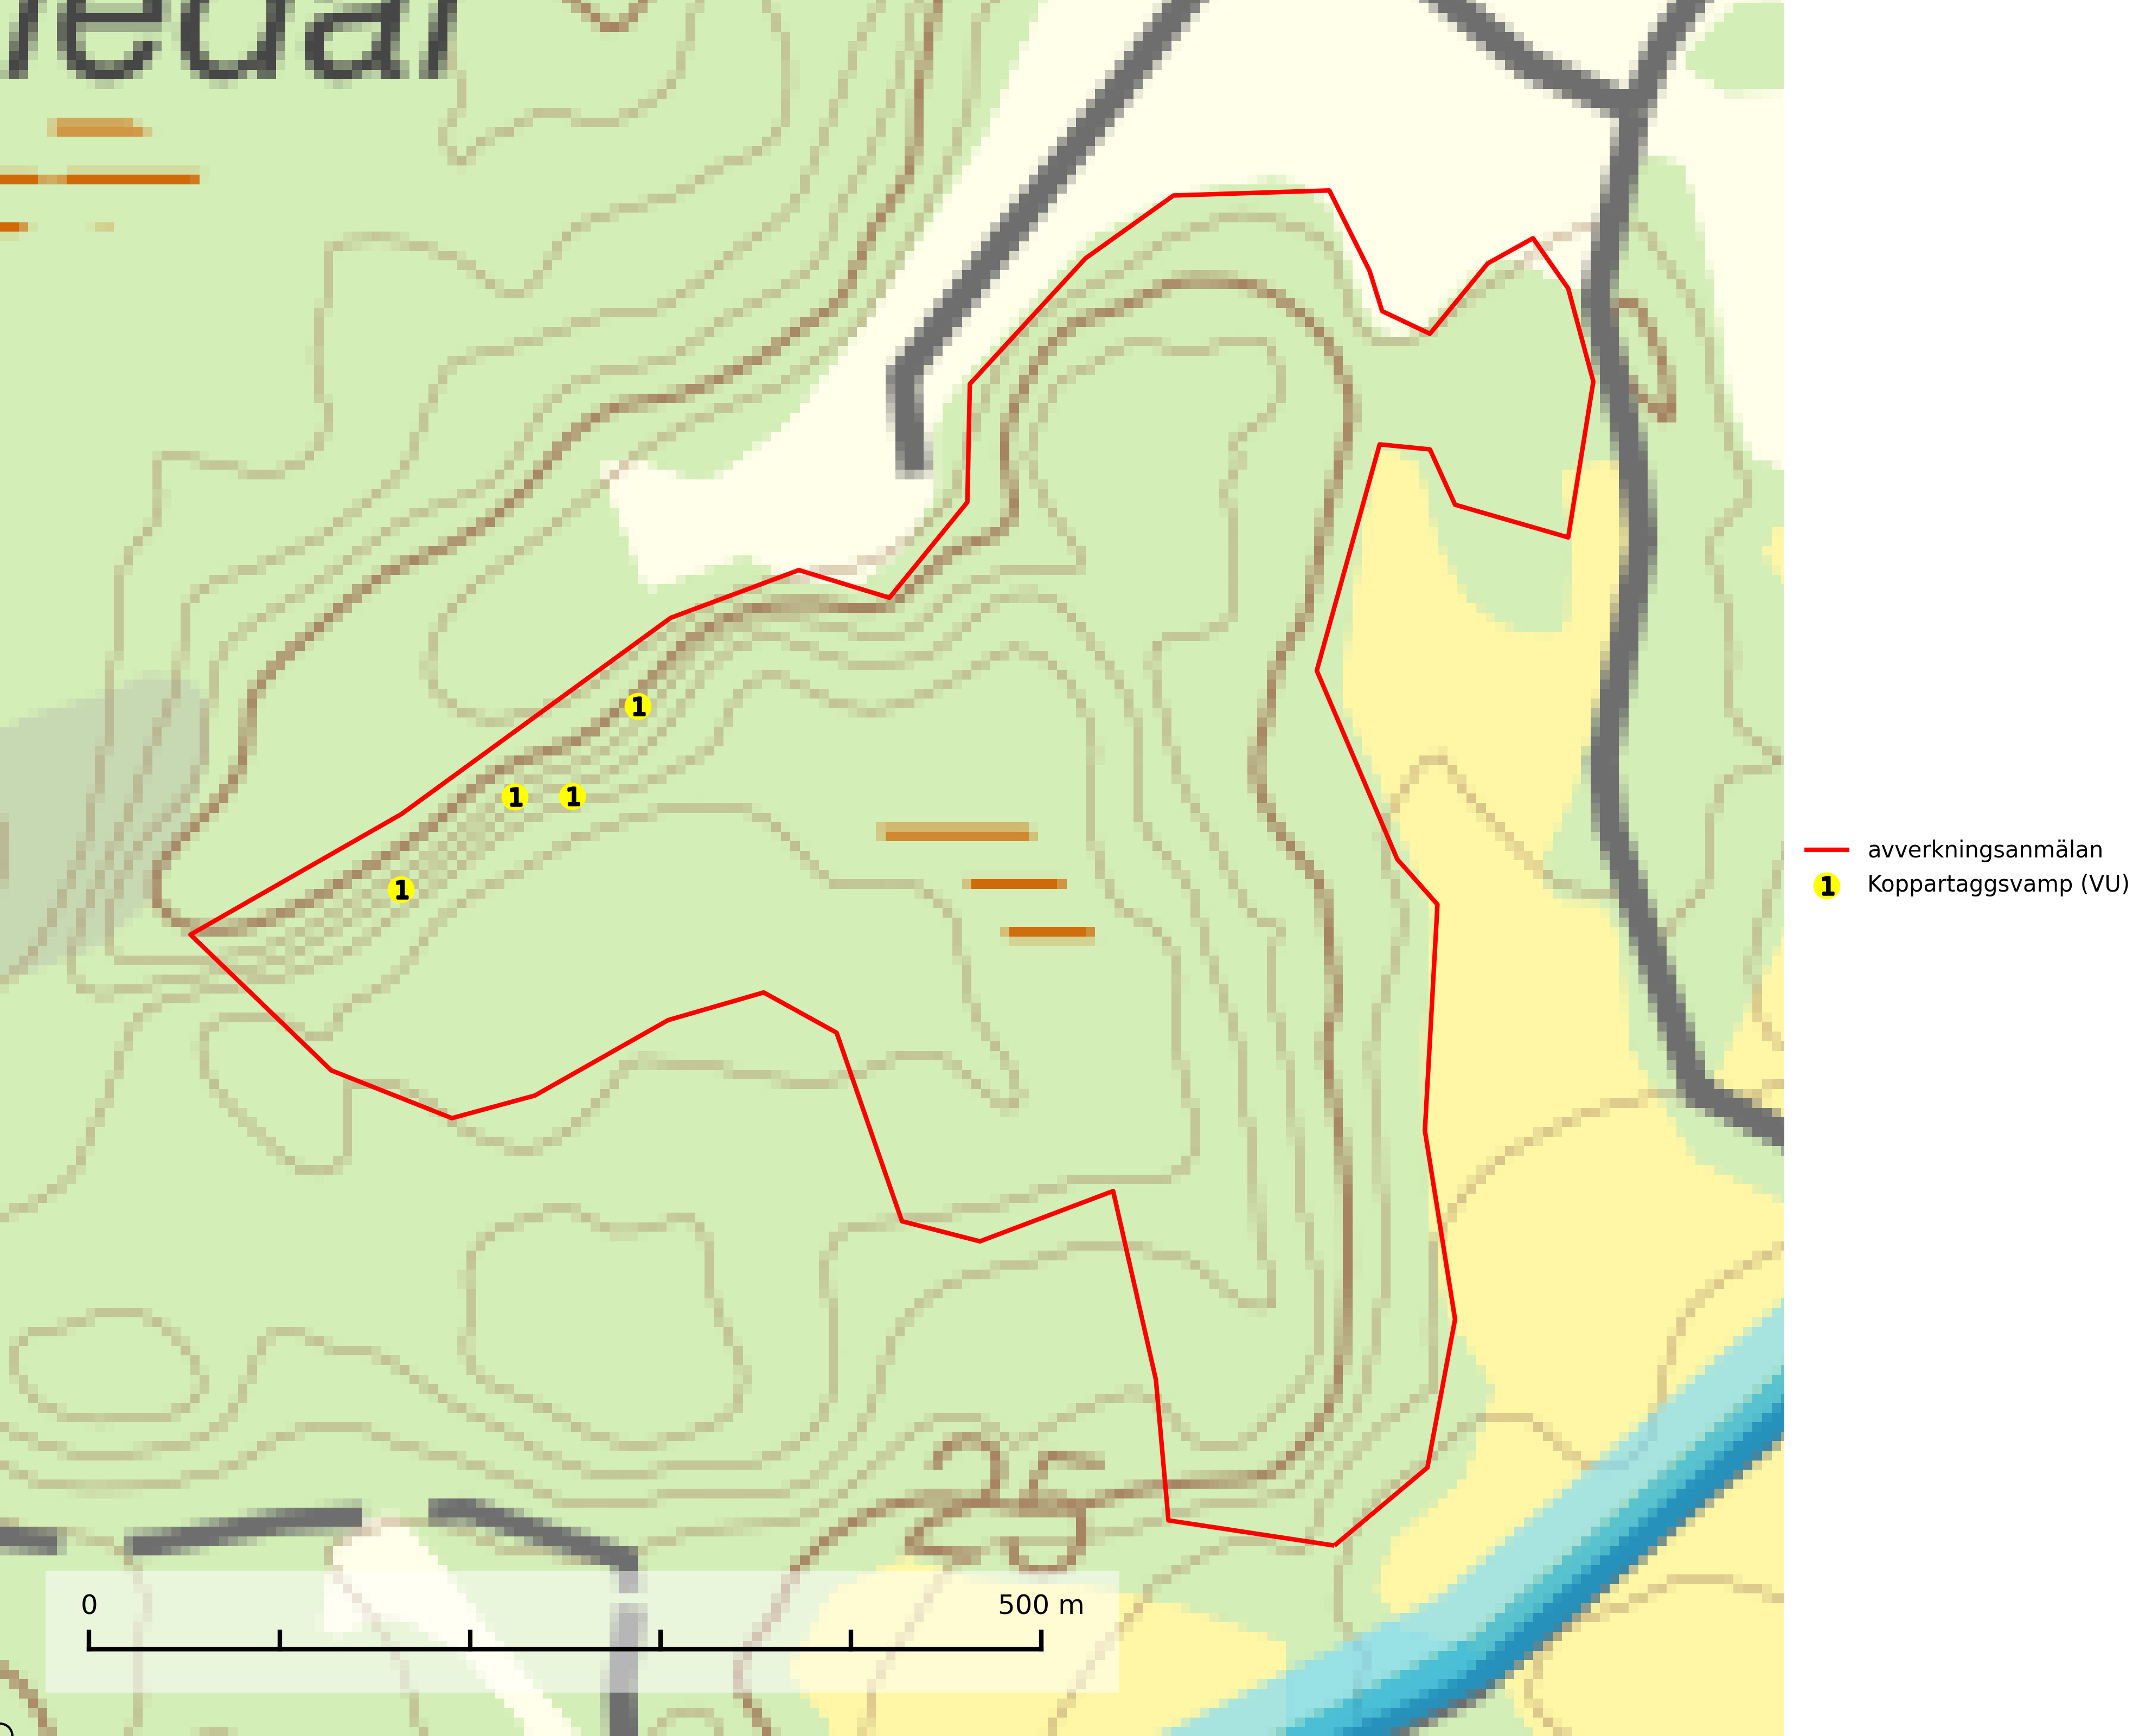 1
1 1
1
25
0 500 m
avverkningsanmälan
1 Koppartaggsvamp (VU)